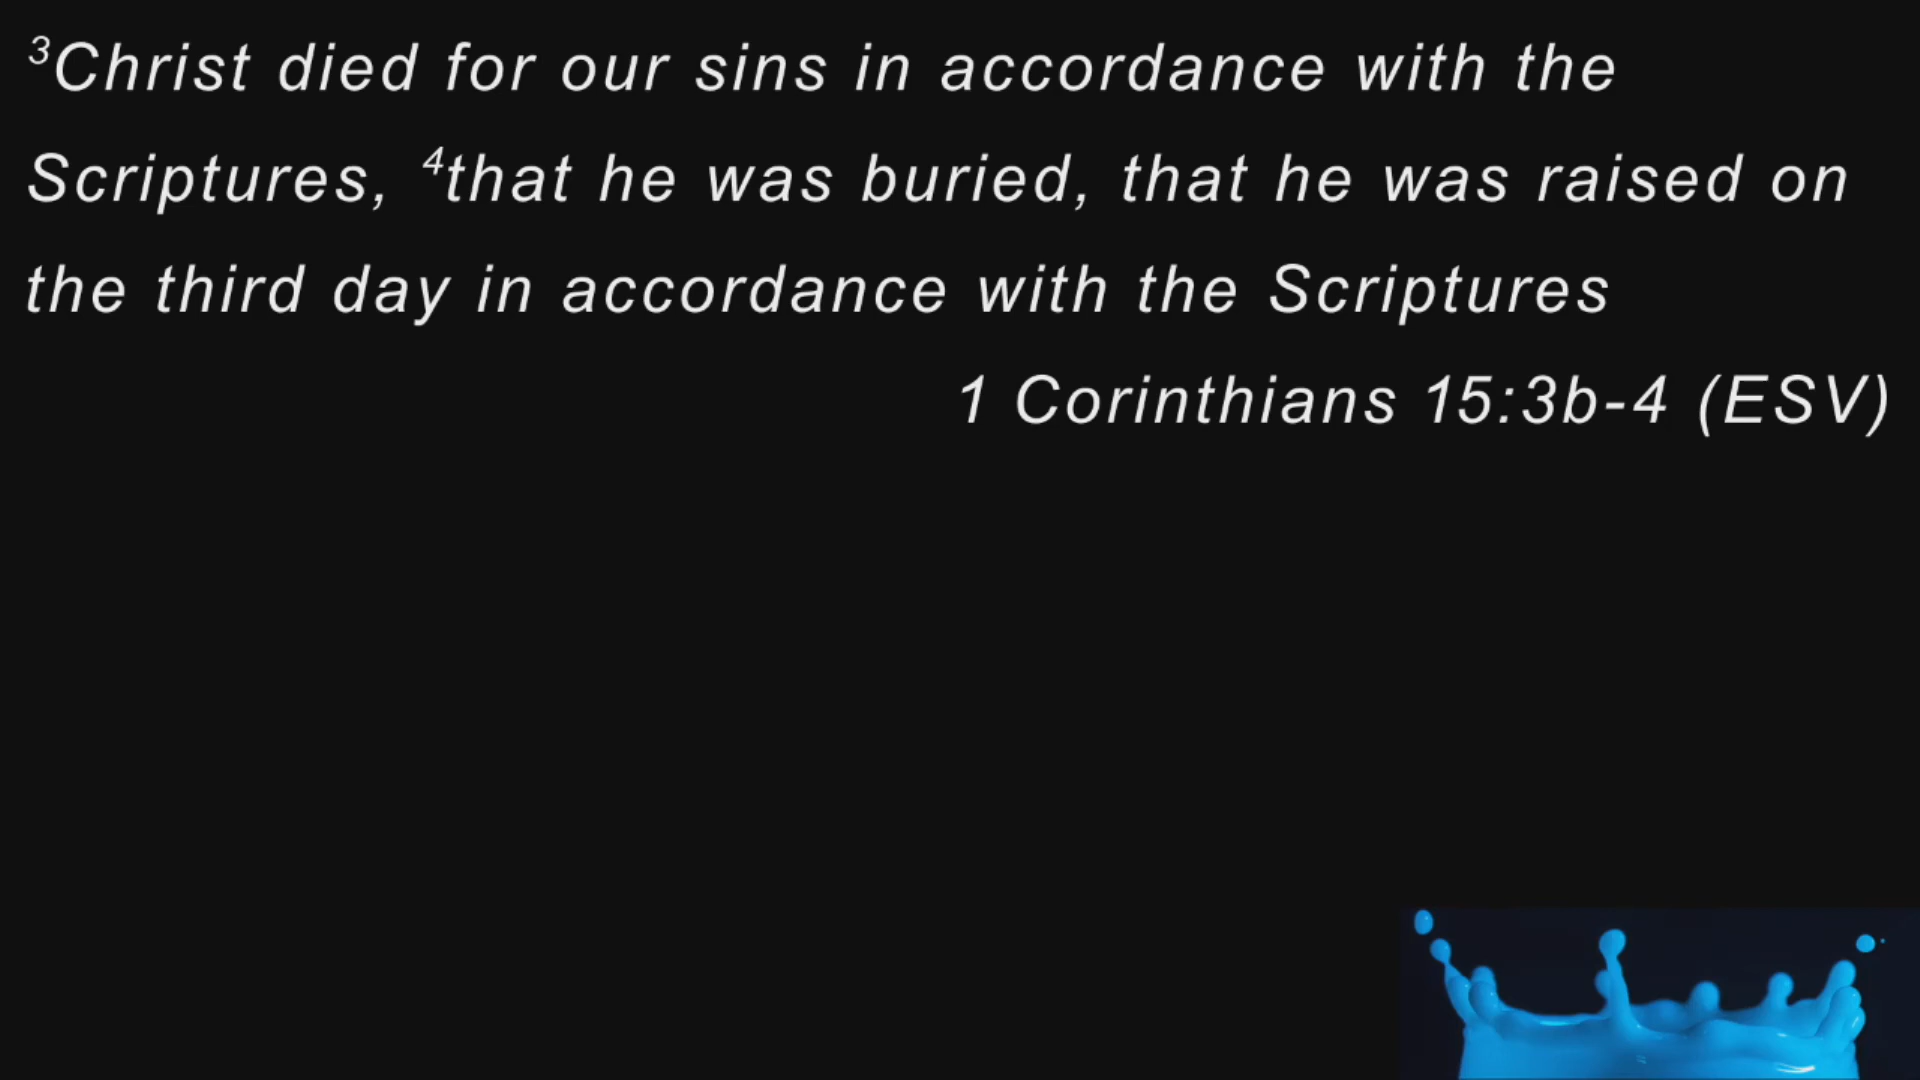 ³Christ died for our sins in accordance with the
Scriptures, ⁴that he was buried, that he was raised on
the third day in accordance with the Scriptures
1 Corinthians 15:3b-4 (ESV)